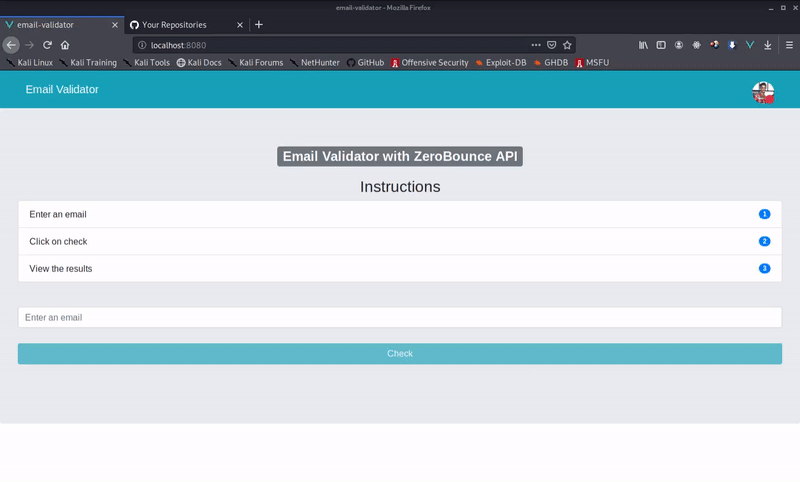 email-validator - Mozilla Firefox
email-validator
Your Repositories
localhost:8080
Kali Linux Kali Training Kali Tools Kali Docs Kali Forums NetHunter GitHub Offensive Security Exploit-DB GHDB MSFU
Email Validator
Email Validator with ZeroBounce API
Instructions
Enter an email 1
Click on check 2
View the results 3
Enter an email
Check